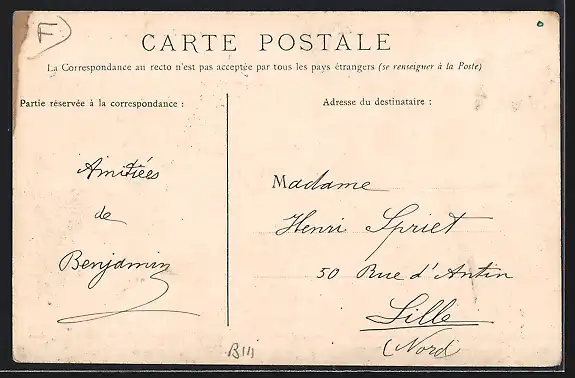 F
CARTE POSTALE
La Correspondance au recto n'est pas acceptée par tous les pays étrangers (se renseigner à la Poste)
Partie réservée à la correspondance :
Amitiées
de
Benjamin
Adresse du destinataire :
Madame
Henri Spriet
50 Rue d'Antin
Lille
(Nord
B111